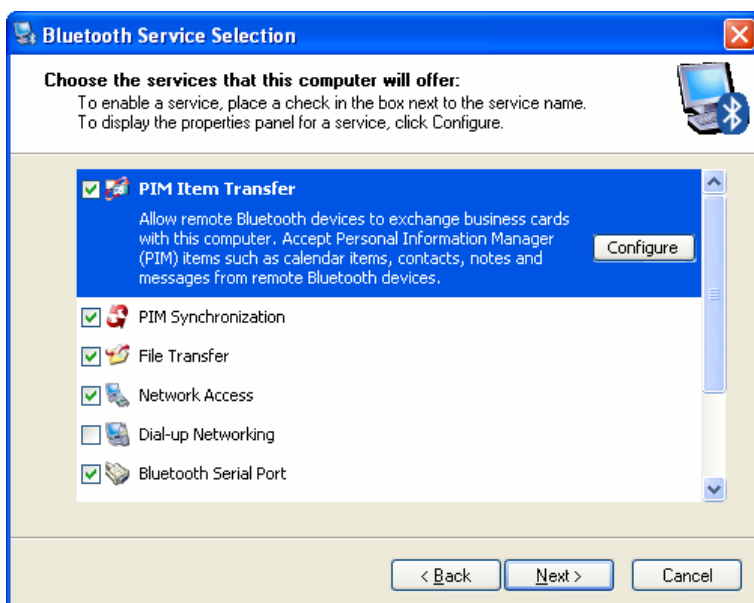 Bluetooth Service Selection
Choose the services that this computer will offer:
To enable a service, place a check in the box next to the service name.
To display the properties panel for a service, click Configure.
PIM Item Transfer
Allow remote Bluetooth devices to exchange business cards
with this computer. Accept Personal Information Manager
(PIM) items such as calendar items, contacts, notes and
messages from remote Bluetooth devices.
Configure
PIM Synchronization
File Transfer
Network Access
Dial-up Networking
Bluetooth Serial Port
< Back
Next >
Cancel